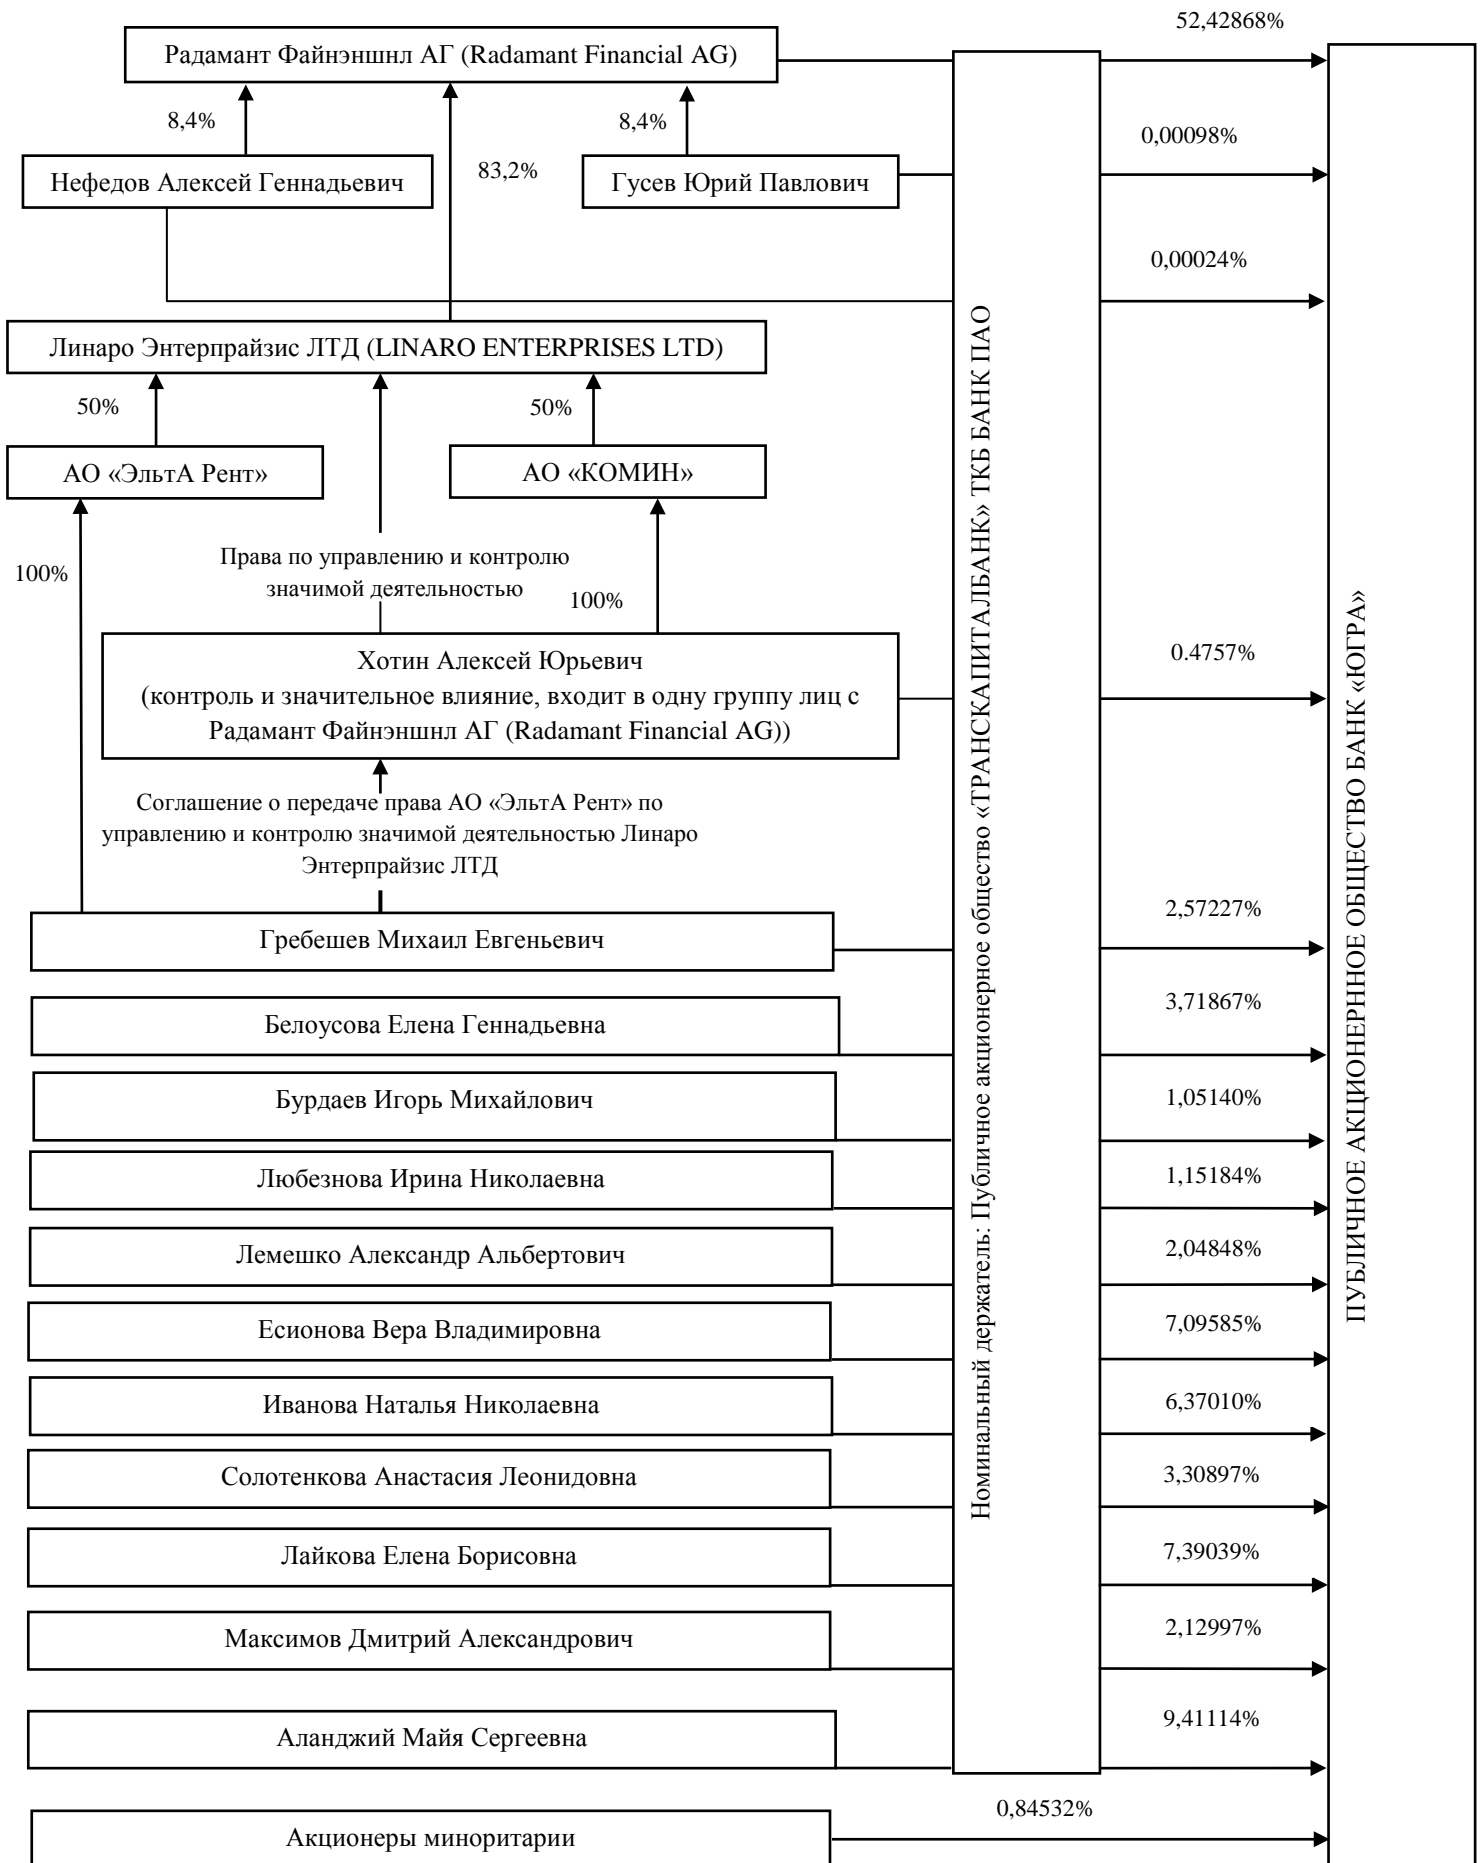 52,42868%
Радамант Файнэншнл АГ (Radamant Financial AG)
8,4%
8,4%
0,00098%
83,2%
Нефедов Алексей Геннадьевич
Гусев Юрий Павлович
0,00024%
Линаро Энтерпрайзис ЛТД (LINARO ENTERPRISES LTD)
50%
50%
АО «ЭльтА Рент»
АО «КОМИН»
100%
Права по управлению и контролю
значимой деятельностью
100%
Хотин Алексей Юрьевич
(контроль и значительное влияние, входит в одну группу лиц с
Радамант Файнэншнл АГ (Radamant Financial AG))
0.4757%
Соглашение о передаче права АО «ЭльтА Рент» по
управлению и контролю значимой деятельностью Линаро
Энтерпрайзис ЛТД
Гребешев Михаил Евгеньевич
2,57227%
Белоусова Елена Геннадьевна
3,71867%
Бурдаев Игорь Михайлович
1,05140%
Любезнова Ирина Николаевна
1,15184%
Лемешко Александр Альбертович
2,04848%
Есионова Вера Владимировна
7,09585%
Иванова Наталья Николаевна
6,37010%
Солотенкова Анастасия Леонидовна
3,30897%
Лайкова Елена Борисовна
7,39039%
Максимов Дмитрий Александрович
2,12997%
Аланджий Майя Сергеевна
9,41114%
Акционеры миноритарии
0,84532%
Номинальный держатель: Публичное акционерное общество «ТРАНСКАПИТАЛБАНК» ТКБ БАНК ПАО
ПУБЛИЧНОЕ АКЦИОНЕРННОЕ ОБЩЕСТВО БАНК «ЮГРА»